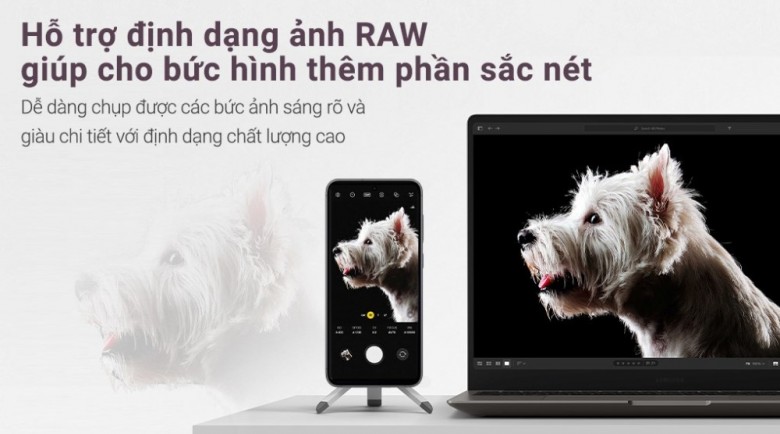 Hỗ trợ định dạng ảnh RAW
giúp cho bức hình thêm phần sắc nét
Dễ dàng chụp được các bức ảnh sáng rõ và
giàu chi tiết với định dạng chất lượng cao